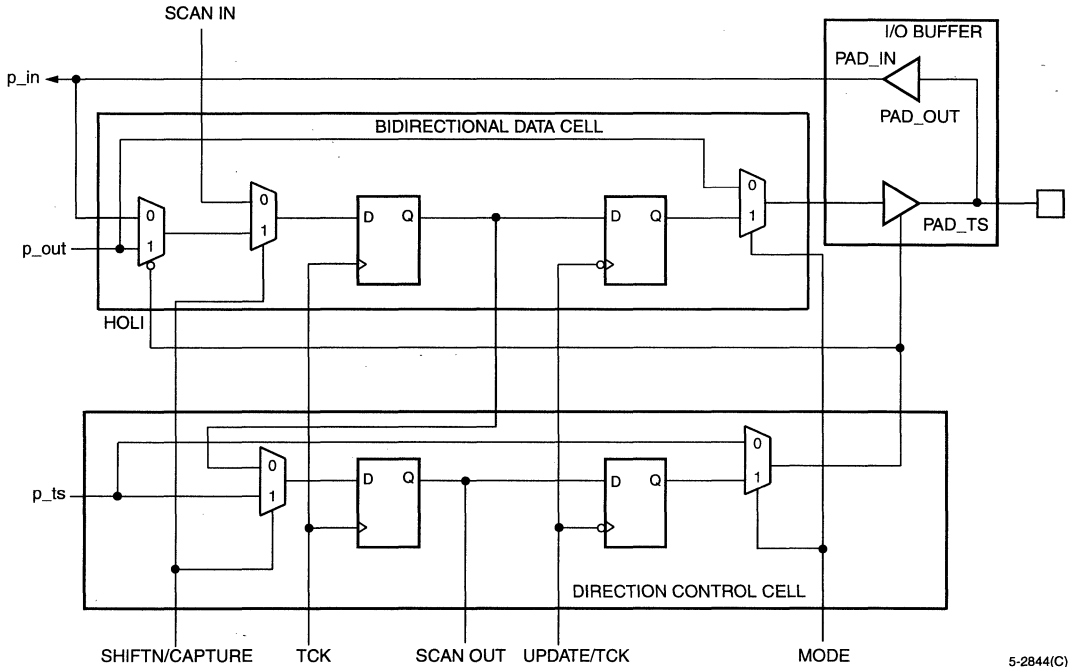 SCAN IN
I/O BUFFER
p_in
PAD_IN
PAD_OUT
BIDIRECTIONAL DATA CELL
0
0
0
D Q
D Q
1
1
1
p_out
PAD_TS
HOLI
0
0
D Q
D Q
1
1
p_ts
DIRECTION CONTROL CELL
SHIFTN/CAPTURE
TCK
SCAN OUT
UPDATE/TCK
MODE
5-2844(C)